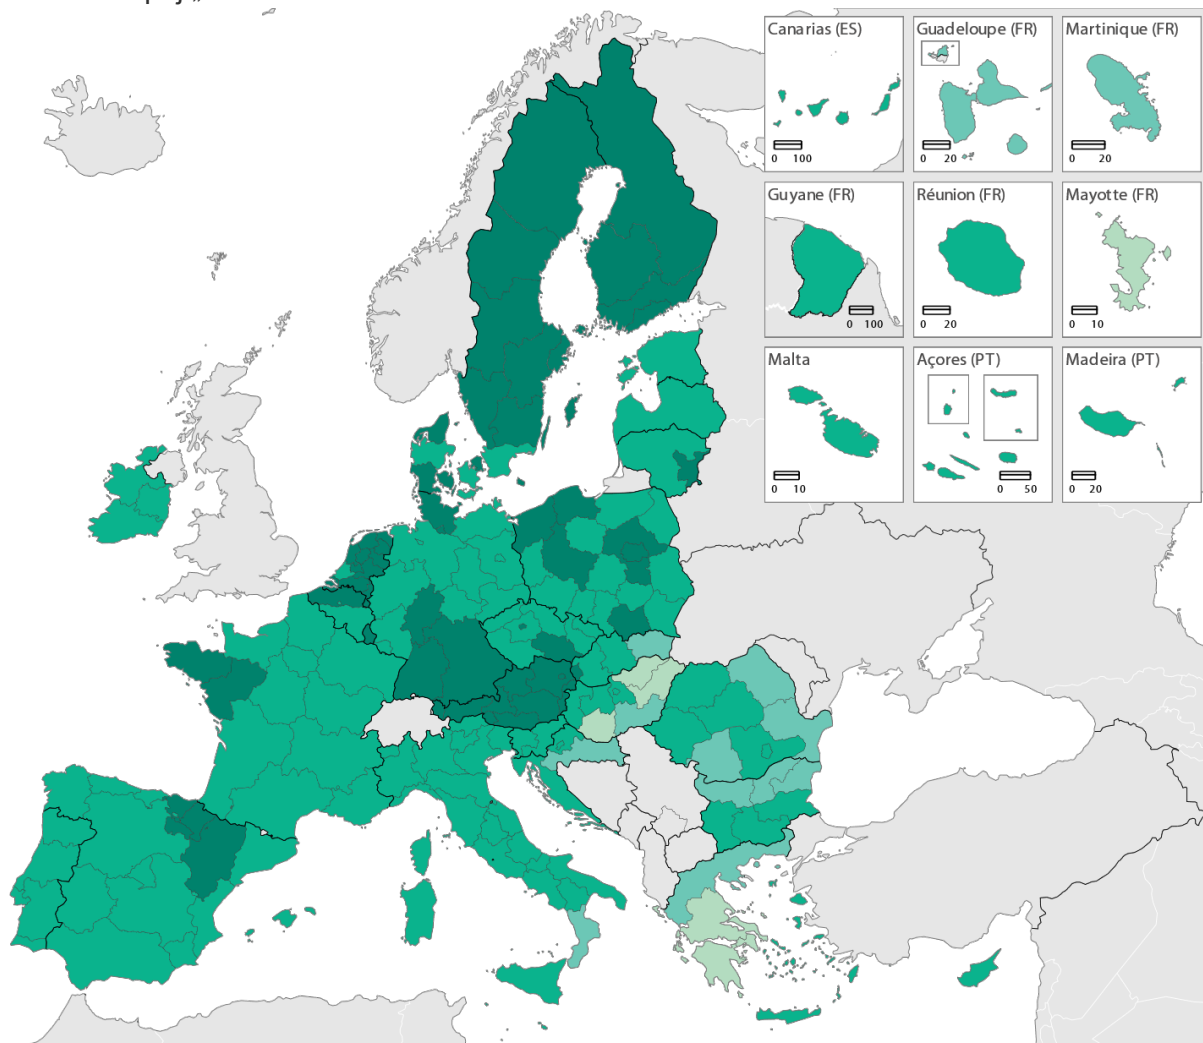 Canarias (ES)
0 100
Guadeloupe (FR)
0 20
Martinique (FR)
0 20
Guyane (FR)
0 100
Réunion (FR)
0 20
Mayotte (FR)
0 10
Malta
0 10
Açores (PT)
0 50
Madeira (PT)
0 20